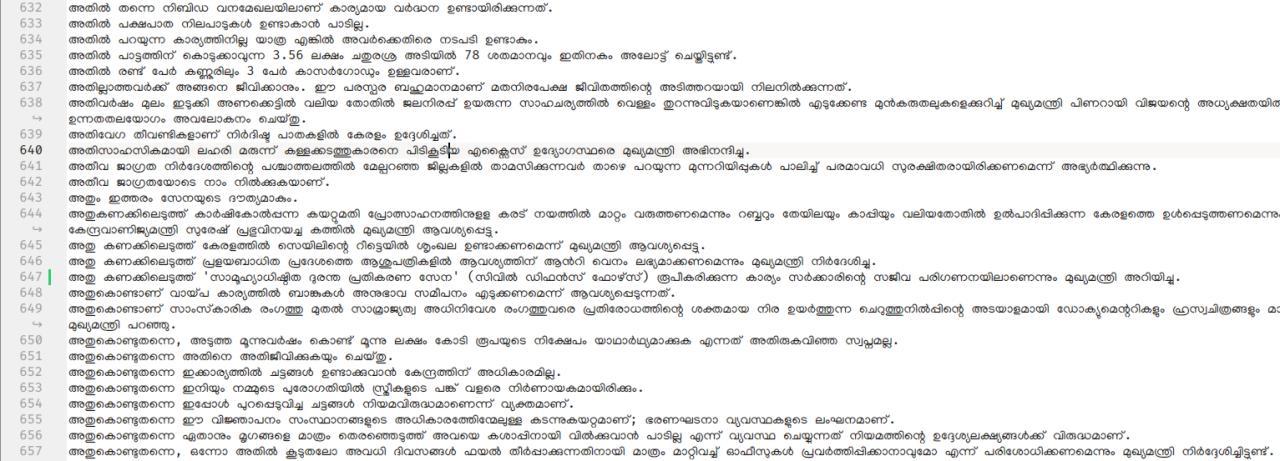 632 അതിൽ തന്നെ നിബിഡ വനമേഖലയിലാണ് കാര്യമായ വർദ്ധന ഉണ്ടായിരിക്കുന്നത്.
633 അതിൽ പക്ഷപാത നിലപാടുകൾ ഉണ്ടാകാൻ പാടില്ല.
634 അതിൽ പറയുന്ന കാര്യത്തിനില്ല യാത്ര എങ്കിൽ അവർക്കെതിരെ നടപടി ഉണ്ടാകും.
635 അതിൽ പാട്ടത്തിന് കൊടുക്കാവുന്ന 3.56 ലക്ഷം ചതുരശ്ര അടിയിൽ 78 ശതമാനവും ഇതിനകം അലോട്ട് ചെയ്തിട്ടുണ്ട്.
636 അതിൽ രണ്ട് പേർ കണ്ണൂരിലും 3 പേർ കാസർഗോഡും ഉള്ളവരാണ്.
637 അതില്ലാത്തവർക്ക് അങ്ങനെ ജീവിക്കാനും. ഈ പരസ്പര ബഹുമാനമാണ് മതനിരപേക്ഷ ജീവിതത്തിന്റെ അടിത്തറയായി നിലനിൽക്കുന്നത്.
638 അതിവർഷം മൂലം ഇടുക്കി അണക്കെട്ടിൽ വലിയ തോതിൽ ജലനിരപ്പ് ഉയരുന്ന സാഹചര്യത്തിൽ വെള്ളം തുറന്നുവിടുകയാണെങ്കിൽ എടുക്കേണ്ട മുൻകരുതലുകളെക്കുറിച്ച് മുഖ്യമന്ത്രി പിണറായി വിജയന്റെ അധ്യക്ഷതയിൽ
↪ ഉന്നതതലയോഗം അവലോകനം ചെയ്തു.
639 അതിവേഗ തീവണ്ടികളാണ് നിർദിഷ്ട പാതകളിൽ കേരളം ഉദ്ദേശിച്ചത്.
640 അതിസാഹസികമായി ലഹരി മരുന്ന് കള്ളക്കടത്തുകാരനെ പിടികൂടിയ എക്സൈസ് ഉദ്യോഗസ്ഥരെ മുഖ്യമന്ത്രി അഭിനന്ദിച്ചു.
641 അതീവ ജാഗ്രത നിർദേശത്തിന്റെ പശ്ചാത്തലത്തിൽ മേല്പറഞ്ഞ ജില്ലകളിൽ താമസിക്കുന്നവർ താഴെ പറയുന്ന മുന്നറിയിപ്പുകൾ പാലിച്ച് പരമാവധി സുരക്ഷിതരായിരിക്കണമെന്ന് അഭ്യർത്ഥിക്കുന്നു.
642 അതീവ ജാഗ്രതയോടെ നാം നിൽക്കുകയാണ്.
643 അതും ഇത്തരം സേനയുടെ ദൗത്യമാകും.
644 അതുകണക്കിലെടുത്ത് കാർഷികോൽപന്ന കയറ്റുമതി പ്രോത്സാഹനത്തിനുളള കരട് നയത്തിൽ മാറ്റം വരുത്തണമെന്നും റബ്ബറും തേയിലയും കാപ്പിയും വലിയതോതിൽ ഉൽപാദിപ്പിക്കുന്ന കേരളത്തെ ഉൾപ്പെടുത്തണമെന്നും
↪ കേന്ദ്രവാണിജ്യമന്ത്രി സുരേഷ് പ്രഭുവിനയച്ച കത്തിൽ മുഖ്യമന്ത്രി ആവശ്യപ്പെട്ടു.
645 അതു കണക്കിലെടുത്ത് കേരളത്തിൽ സെയിലിന്റെ റീട്ടെയിൽ ശൃംഖല ഉണ്ടാക്കണമെന്ന് മുഖ്യമന്ത്രി ആവശ്യപ്പെട്ടു.
646 അതു കണക്കിലെടുത്ത് പ്രളയബാധിത പ്രദേശത്തെ ആശുപത്രികളിൽ ആവശ്യത്തിന് ആൻറി വെനം ലഭ്യമാക്കണമെന്നും മുഖ്യമന്ത്രി നിർദേശിച്ചു.
647 അതു കണക്കിലെടുത്ത് 'സാമൂഹ്യാധിഷ്ഠിത ദുരന്ത പ്രതികരണ സേന' (സിവിൽ ഡിഫൻസ് ഫോഴ്സ്) രൂപീകരിക്കുന്ന കാര്യം സർക്കാരിന്റെ സജീവ പരിഗണനയിലാണെന്നും മുഖ്യമന്ത്രി അറിയിച്ചു.
648 അതുകൊണ്ടാണ് വായ്പ കാര്യത്തിൽ ബാങ്കുകൾ അനുഭാവ സമീപനം എടുക്കണമെന്ന് ആവശ്യപ്പെടുന്നത്.
649 അതുകൊണ്ടാണ് സാംസ്കാരിക രംഗത്തു മുതൽ സാമ്രാജ്യത്വ അധിനിവേശ രംഗത്തുവരെ പ്രതിരോധത്തിന്റെ ശക്തമായ നിര ഉയർത്തുന്ന ചെറുത്തുനിൽപ്പിന്റെ അടയാളമായി ഡോക്യുമെന്ററികളും ഹ്രസ്വചിത്രങ്ങളും
↪ മുഖ്യമന്ത്രി പറഞ്ഞു.
650 അതുകൊണ്ടുതന്നെ, അടുത്ത മൂന്നുവർഷം കൊണ്ട് മൂന്നു ലക്ഷം കോടി രൂപയുടെ നിക്ഷേപം യാഥാർഥ്യമാക്കുക എന്നത് അതിരുകവിഞ്ഞ സ്വപ്നമല്ല.
651 അതുകൊണ്ടുതന്നെ അതിനെ അതിജീവിക്കുകയും ചെയ്തു.
652 അതുകൊണ്ടുതന്നെ ഇക്കാര്യത്തിൽ ചട്ടങ്ങൾ ഉണ്ടാക്കുവാൻ കേന്ദ്രത്തിന് അധികാരമില്ല.
653 അതുകൊണ്ടുതന്നെ ഇനിയും നമ്മുടെ പുരോഗതിയിൽ സ്ത്രീകളുടെ പങ്ക് വളരെ നിർണായകമായിരിക്കും.
654 അതുകൊണ്ടുതന്നെ ഇപ്പോൾ പുറപ്പെടുവിച്ച ചട്ടങ്ങൾ നിയമവിരുദ്ധമാണെന്ന് വ്യക്തമാണ്.
655 അതുകൊണ്ടുതന്നെ ഈ വിജ്ഞാപനം സംസ്ഥാനങ്ങളുടെ അധികാരത്തിന്മേലുള്ള കടന്നുകയറ്റമാണ്; ഭരണഘടനാ വ്യവസ്ഥകളുടെ ലംഘനമാണ്.
656 അതുകൊണ്ടുതന്നെ ഏതാനും മൃഗങ്ങളെ മാത്രം തെരഞ്ഞെടുത്ത് അവയെ കശാപ്പിനായി വിൽക്കുവാൻ പാടില്ല എന്ന് വ്യവസ്ഥ ചെയ്യുന്നത് നിയമത്തിന്റെ ഉദ്ദേശ്യലക്ഷ്യങ്ങൾക്ക് വിരുദ്ധമാണ്.
657 അതുകൊണ്ടുതന്നെ, ഒന്നോ അതിൽ കൂടുതലോ അവധി ദിവസങ്ങൾ ഫയൽ തീർപ്പാക്കുന്നതിനായി മാത്രം മാറ്റിവച്ച് ഓഫീസുകൾ പ്രവർത്തിപ്പിക്കാനാവുമോ എന്ന് പരിശോധിക്കണമെന്നും മുഖ്യമന്ത്രി നിർദ്ദേശിച്ചിട്ടുണ്ട്.